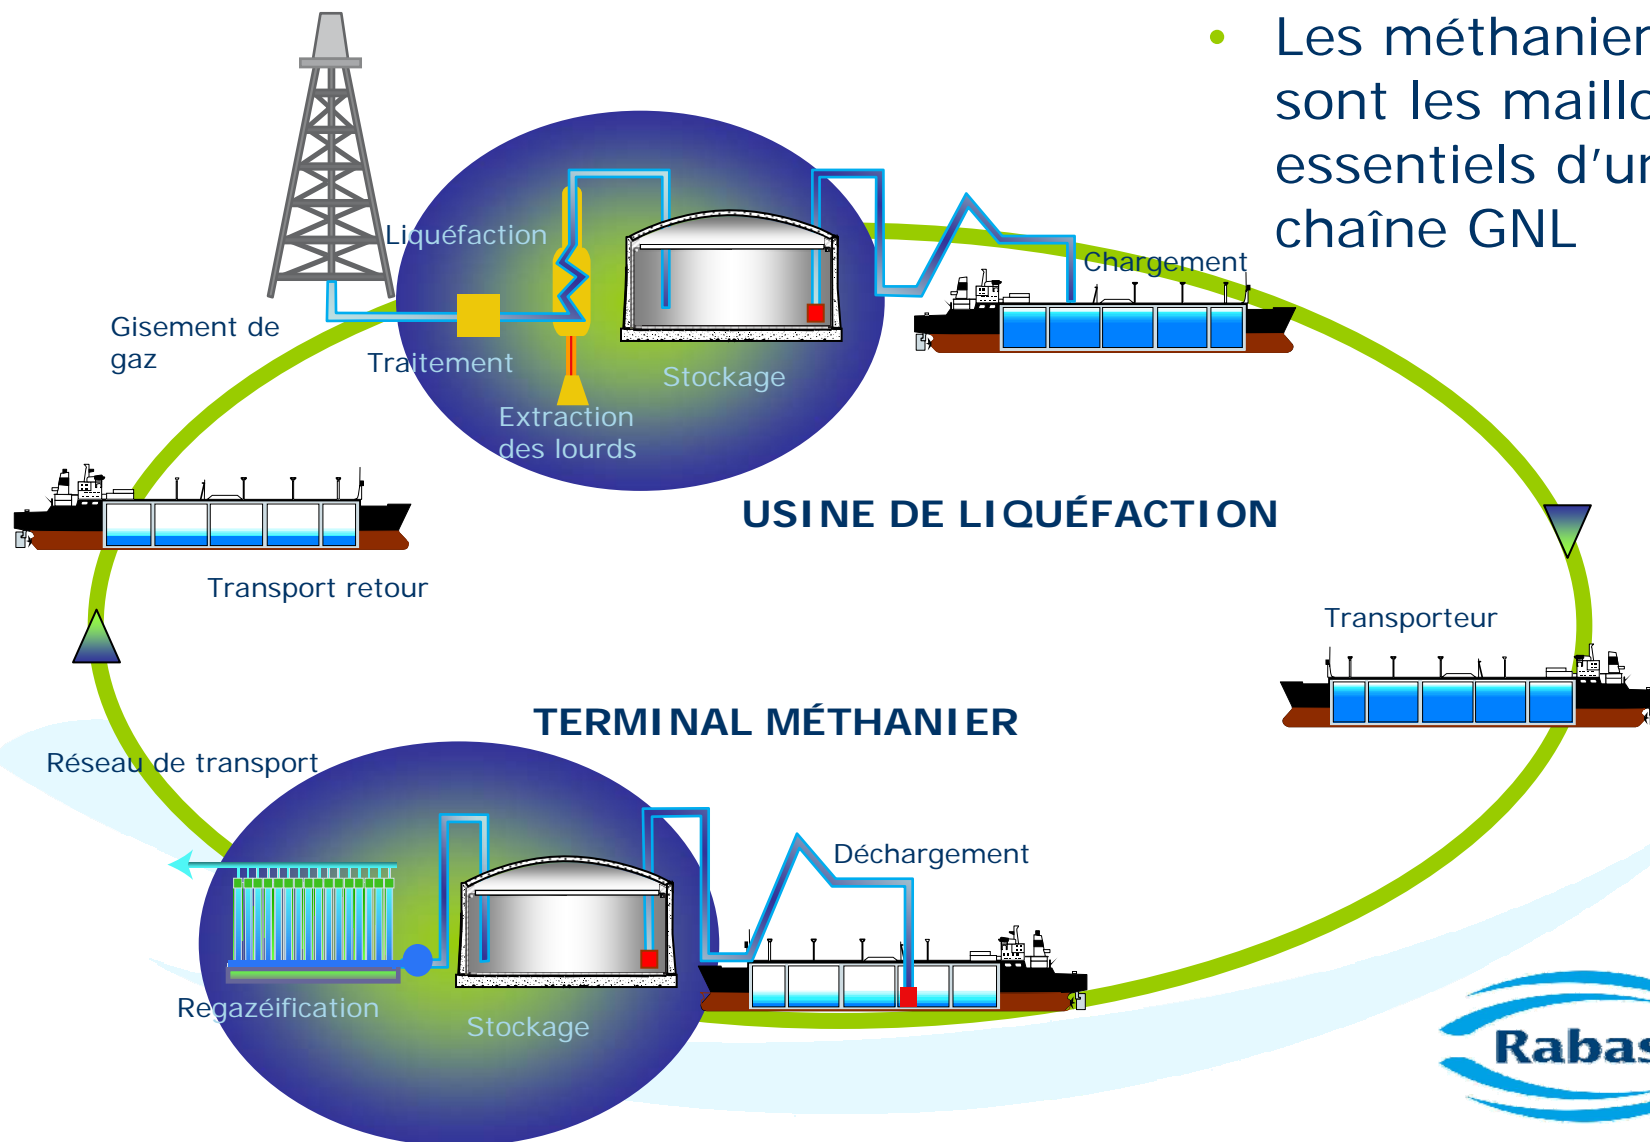 • Les méthanier
sont les maillo
essentiels d'un
chaîne GNL
Liquéfaction
Chargement
Gisement de
gaz
Traitement
Stockage
Extraction
des lourds
USINE DE LIQUÉFACTION
Transport retour
Transporteur
TERMINAL MÉTHANIER
Réseau de transport
Déchargement
Regazéification
Stockage
Rabas